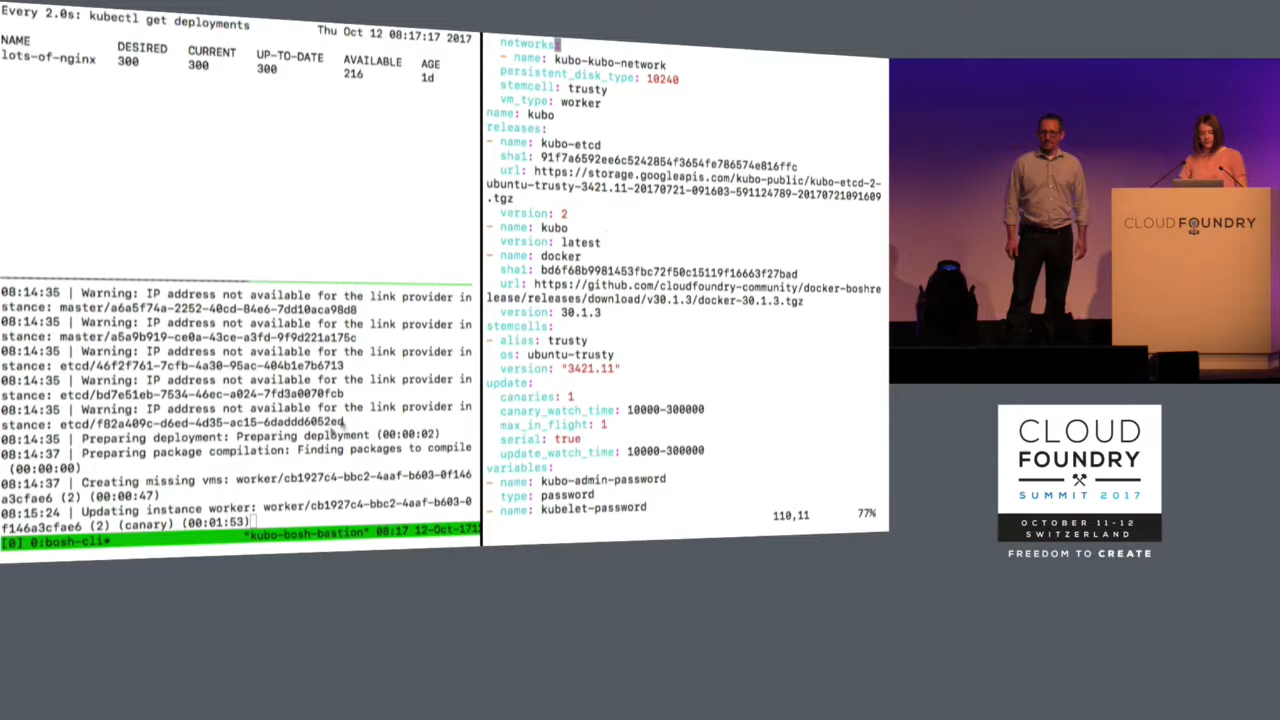 Every 2.0s: kubectl get deployments
Thu Oct 12 08:17:17 2017
NAME DESIRED CURRENT UP-TO-DATE AVAILABLE AGE
lots-of-nginx 300 300 300 216 1d
08:14:35 | Warning: IP address not available for the link provider in
stance: master/a6a5f74a-2252-40cd-84e6-7dd10aca98d8
08:14:35 | Warning: IP address not available for the link provider in
stance: master/a5a9b919-ce0a-43ce-a3fd-9f9d221a175c
08:14:35 | Warning: IP address not available for the link provider in
stance: etcd/46f2f761-7cfb-4a30-95ac-404b1e7b6713
08:14:35 | Warning: IP address not available for the link provider in
stance: etcd/bd7e51eb-7534-46ec-a024-7fd3a0070fcb
08:14:35 | Warning: IP address not available for the link provider in
stance: etcd/f82a409c-d6ed-4d35-ac15-6daddd6052ed
08:14:35 | Preparing deployment: Preparing deployment (00:00:02)
08:14:37 | Preparing package compilation: Finding packages to compile
(00:00:00)
08:14:37 | Creating missing vms: worker/cb1927c4-bbc2-4aaf-b603-0f146
a3cfae6 (2) (00:00:47)
08:15:24 | Updating instance worker: worker/cb1927c4-bbc2-4aaf-b603-0
f146a3cfae6 (2) (canary) (00:01:53)
[0] 0:bosh-cli* "kubo-bosh-bastion" 08:17 12-Oct-171
networks:
- name: kubo-kubo-network
persistent_disk_type: 10240
stemcell: trusty
vm_type: worker
name: kubo
releases:
- name: kubo-etcd
sha1: 91f7a6592ee6c5242854f3654fe786574e816ffc
url: https://storage.googleapis.com/kubo-public/kubo-etcd-2-
ubuntu-trusty-3421.11-20170721-091603-591124789-20170721091609
.tgz
version: 2
- name: kubo
version: latest
- name: docker
sha1: bd6f68b9981453fbc72f50c15119f16663f27bad
url: https://github.com/cloudfoundry-community/docker-boshre
lease/releases/download/v30.1.3/docker-30.1.3.tgz
version: 30.1.3
stemcells:
- alias: trusty
os: ubuntu-trusty
version: "3421.11"
update:
canaries: 1
canary_watch_time: 10000-300000
max_in_flight: 1
serial: true
update_watch_time: 10000-300000
variables:
- name: kubo-admin-password
type: password
- name: kubelet-password
110,11 77%
CLOUD FOUNDRY
CLOUD
FOUNDRY
SUMMIT 2017
OCTOBER 11-12
SWITZERLAND
FREEDOM TO CREATE